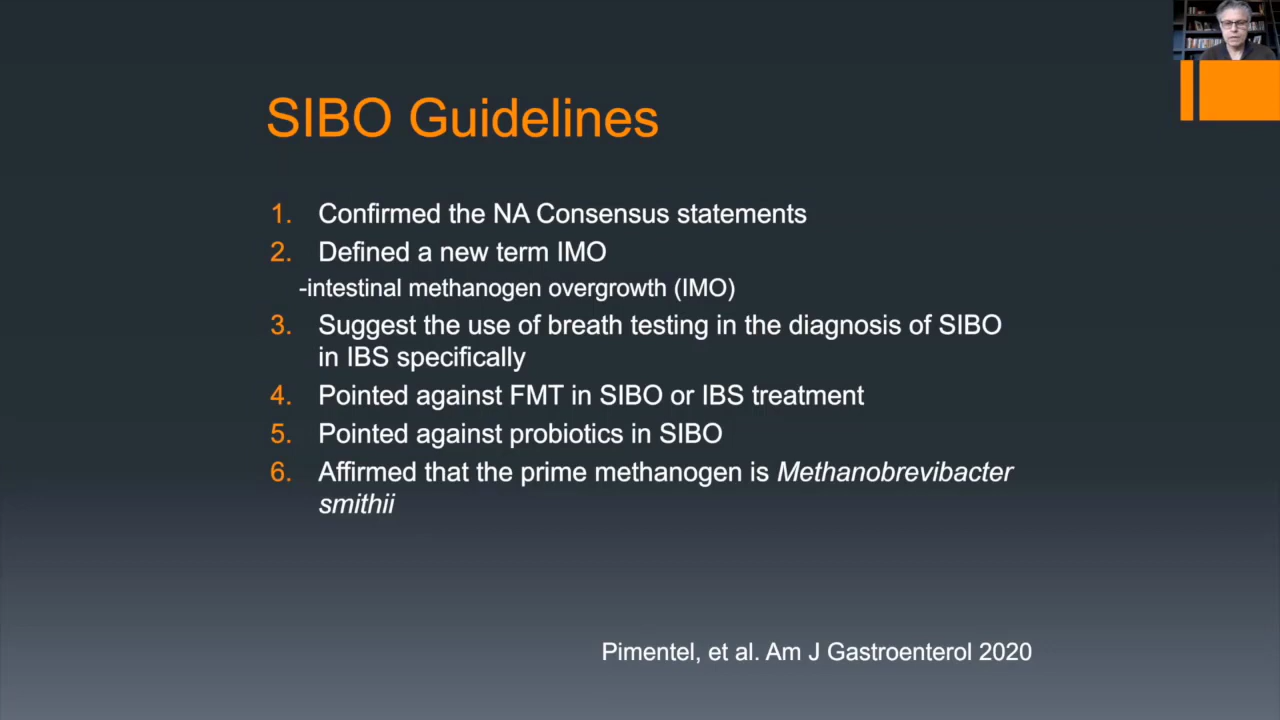 SIBO Guidelines
1. Confirmed the NA Consensus statements
2. Defined a new term IMO
-intestinal methanogen overgrowth (IMO)
3. Suggest the use of breath testing in the diagnosis of SIBO
in IBS specifically
4. Pointed against FMT in SIBO or IBS treatment
5. Pointed against probiotics in SIBO
6. Affirmed that the prime methanogen is Methanobrevibacter
smithii
Pimentel, et al. Am J Gastroenterol 2020